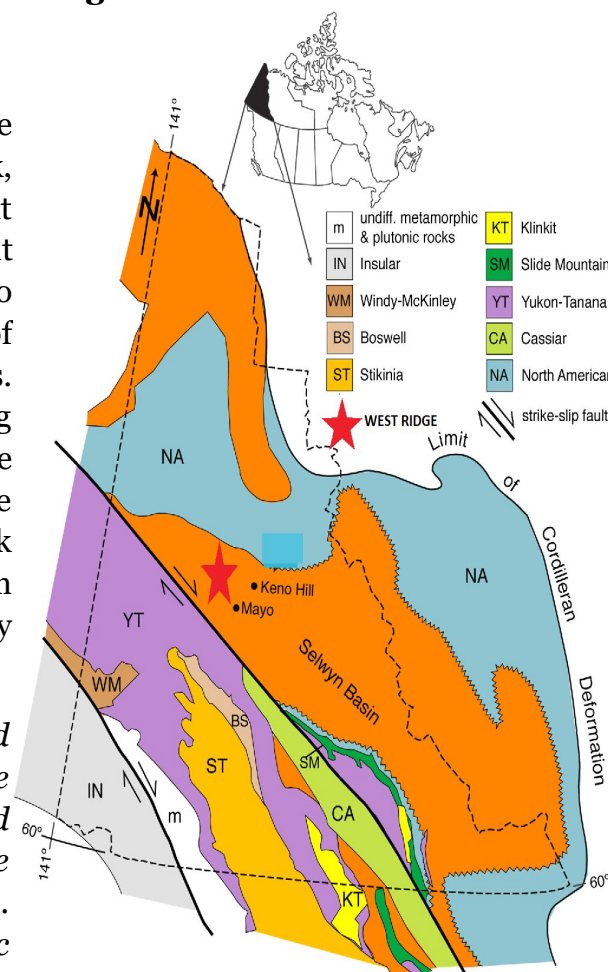 141°
N
m undiff. metamorphic
& plutonic rocks
IN Insular
WM Windy-McKinley
BS Boswell
ST Stikinia
KT Klinkit
SM Slide Mountain
YT Yukon-Tanana
CA Cassiar
NA North American
WEST RIDGE
strike-slip fault
Limit
of
Cordilleran
Deformation
NA
NA
Keno Hill
Mayo
YT
Selwyn Basin
WM
BS
ST
SM
IN
m
CA
KT
60°
141°
60°